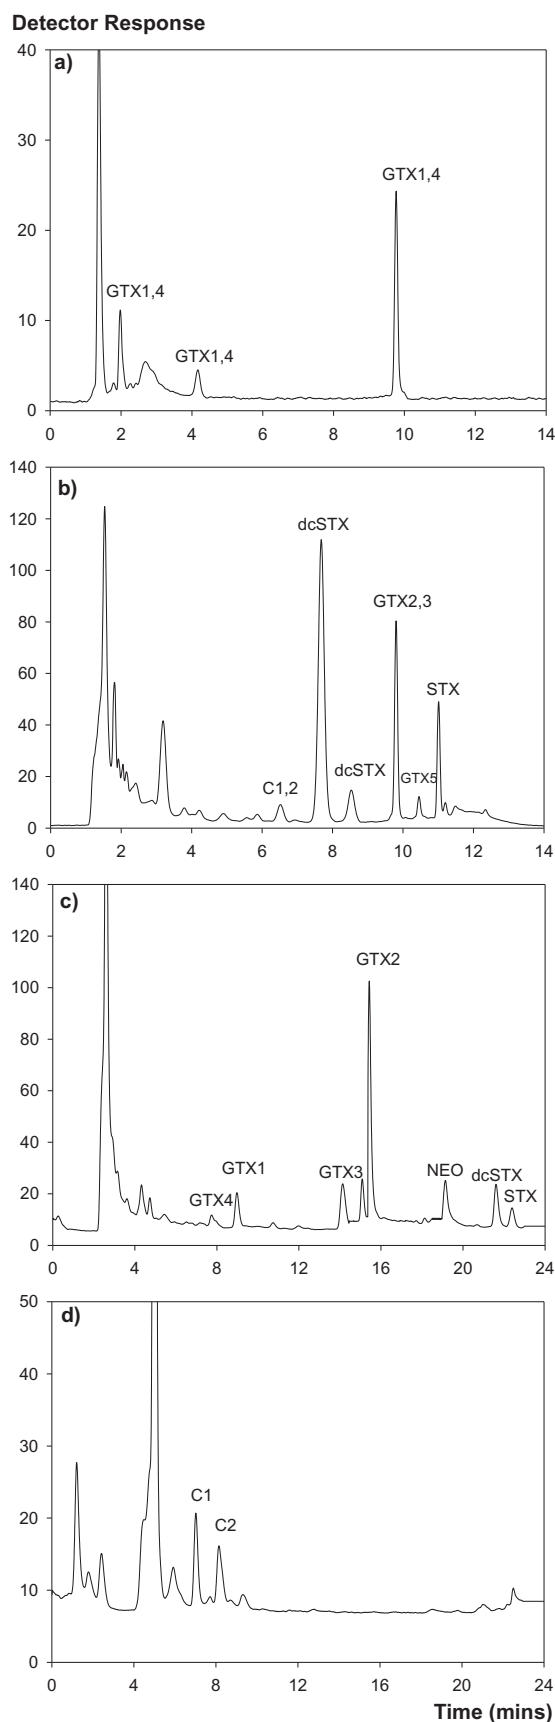 Detector Response
a)
40
30
20
10
0
GTX1,4
GTX1,4
GTX1,4
0 2 4 6 8 10 12 14
b)
140
120
100
80
60
40
20
0
dcSTX
GTX2,3
STX
C1,2
dcSTX
GTX5
0 2 4 6 8 10 12 14
c)
140
120
100
80
60
40
20
0
GTX2
GTX1
GTX4
GTX3
NEO
dcSTX
STX
0 4 8 12 16 20 24
d)
50
40
30
20
10
0
C1
C2
0 4 8 12 16 20 24
Time (mins)